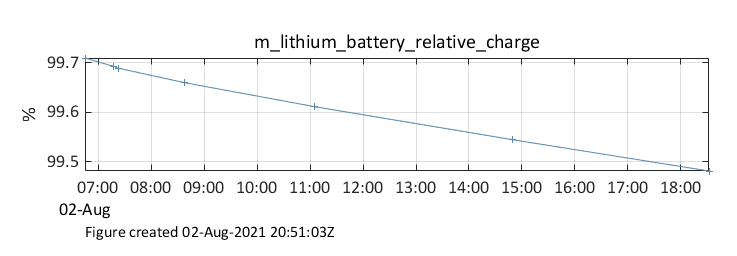 m_lithium_battery_relative_charge
99.7
99.6
99.5
%
07:00 08:00 09:00 10:00 11:00 12:00 13:00 14:00 15:00 16:00 17:00 18:00
02-Aug
Figure created 02-Aug-2021 20:51:03Z